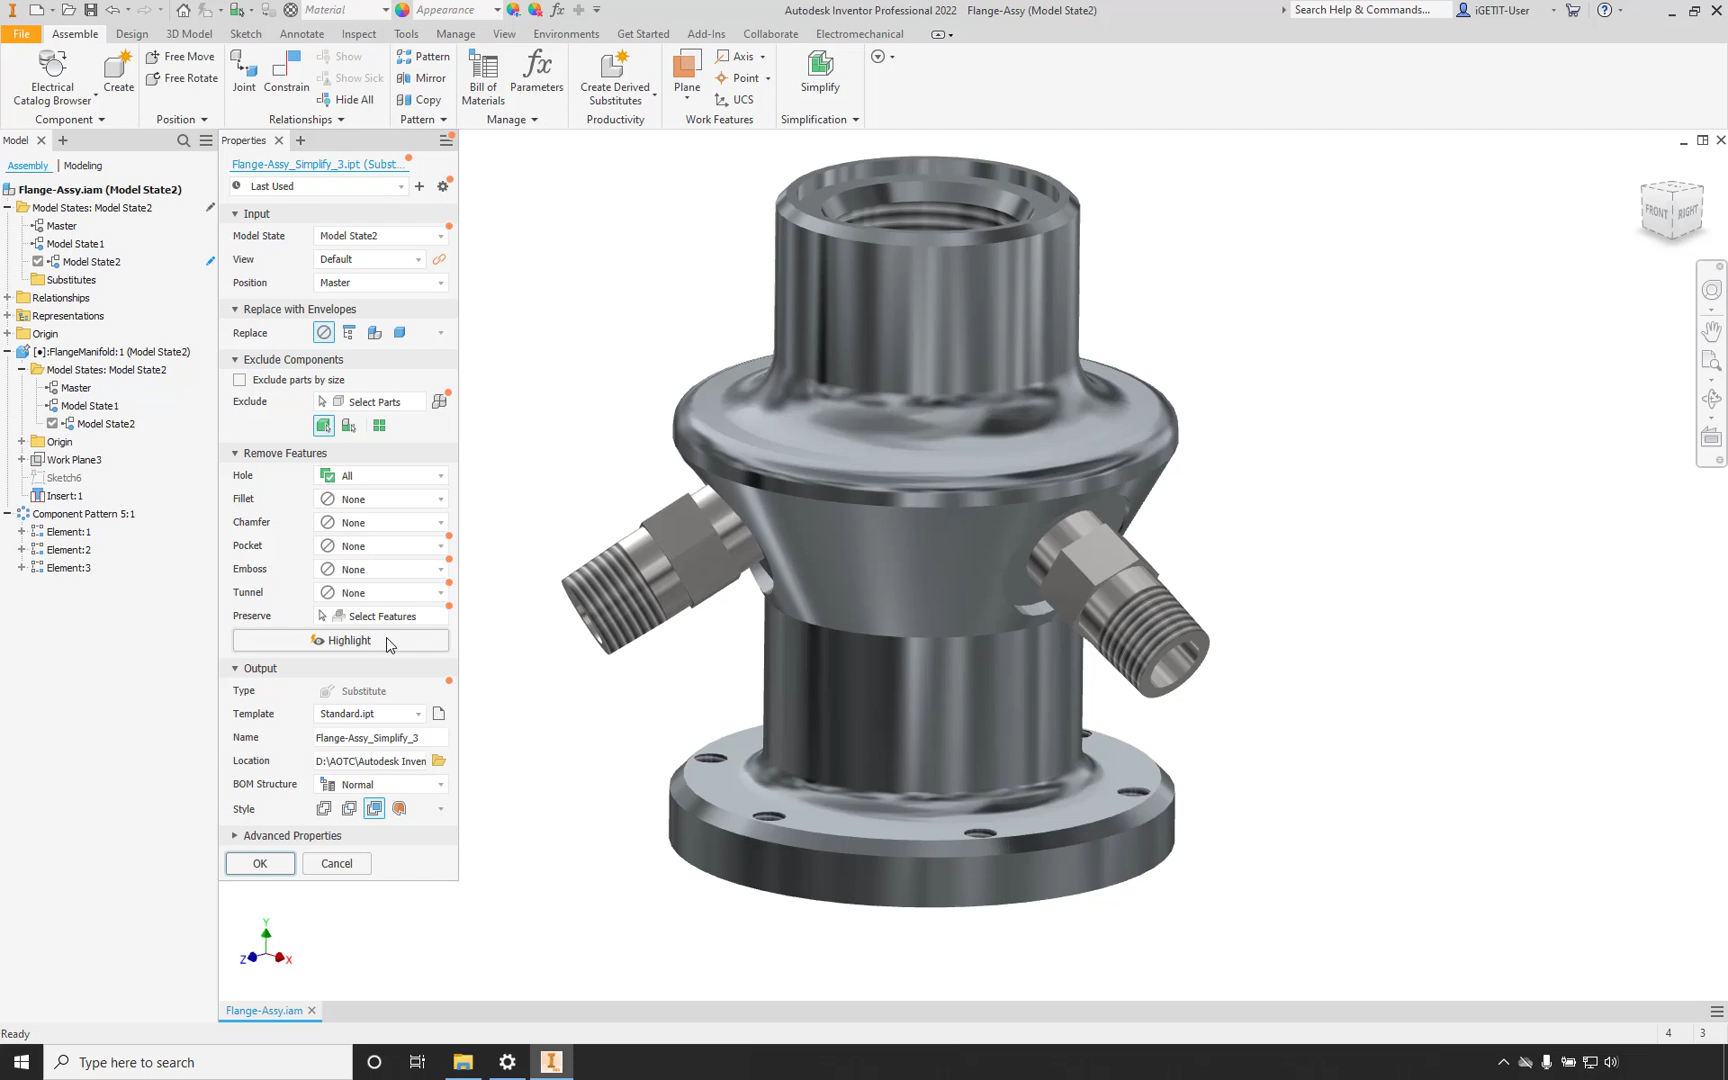 Material
Appearance
Autodesk Inventor Professional 2022 Flange-Assy (Model State2)
Search Help & Commands...
iGETIT-User
File
Assemble
Design
3D Model
Sketch
Annotate
Inspect
Tools
Manage
View
Environments
Get Started
Add-Ins
Collaborate
Electromechanical
Electrical
Catalog Browser
Create
Component
Free Move
Free Rotate
Position
Joint
Constrain
Show
Show Sick
Hide All
Relationships
Pattern
Mirror
Copy
Pattern
Bill of
Materials
Parameters
Manage
Create Derived
Substitutes
Productivity
Plane
Axis
Point
UCS
Work Features
Simplify
Simplification
Model
Assembly
Modeling
Flange-Assy.iam (Model State2)
Model States: Model State2
Master
Model State1
Model State2
Substitutes
Relationships
Representations
Origin
[•]:FlangeManifold:1 (Model State2)
Model States: Model State2
Master
Model State1
Model State2
Origin
Work Plane3
Sketch6
Insert:1
Component Pattern 5:1
Element:1
Element:2
Element:3
Properties
Flange-Assy_Simplify_3.ipt (Subst...
Last Used
Input
Model State Model State2
View Default
Position Master
Replace with Envelopes
Replace
Exclude Components
Exclude parts by size
Exclude Select Parts
Remove Features
Hole All
Fillet None
Chamfer None
Pocket None
Emboss None
Tunnel None
Preserve Select Features
Highlight
Output
Type Substitute
Template Standard.ipt
Name Flange-Assy_Simplify_3
Location D:\AOTC\Autodesk Inven
BOM Structure Normal
Style
Advanced Properties
OK
Cancel
FRONT
RIGHT
Y
Z
X
Flange-Assy.iam
Ready
4
3
Type here to search